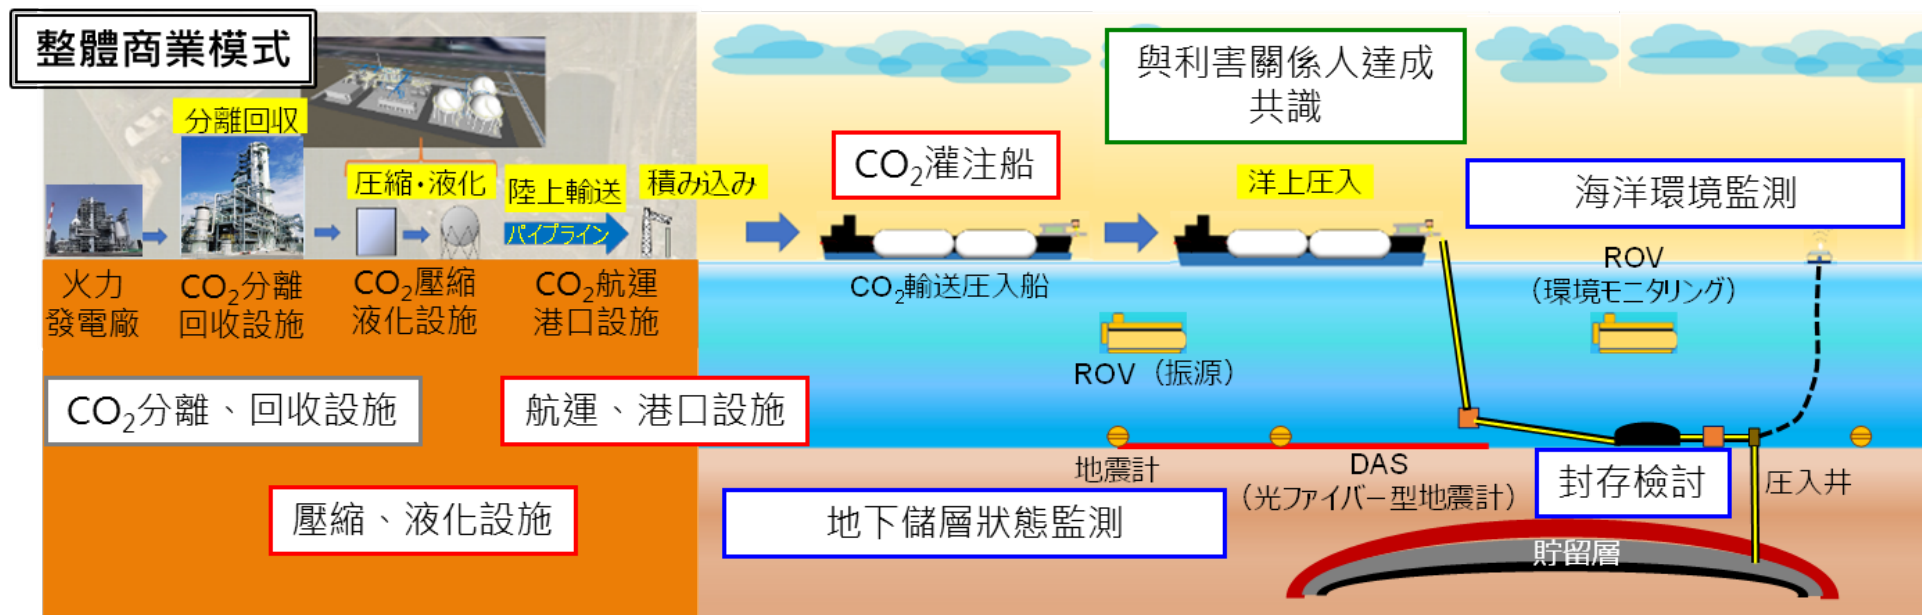 整體商業模式
與利害關係人達成
共識
分離回収
CO₂灌注船
圧縮・液化
陸上輸送
積み込み
洋上圧入
海洋環境監測
パイプライン
火力
發電廠
CO₂分離
回收設施
CO₂壓縮
液化設施
CO₂航運
港口設施
CO₂輸送圧入船
ROV
（環境モニタリング）
ROV（振源）
CO₂分離、回收設施
航運、港口設施
地震計
DAS
（光ファイバー型地震計）
封存檢討
圧入井
壓縮、液化設施
地下儲層狀態監測
貯留層